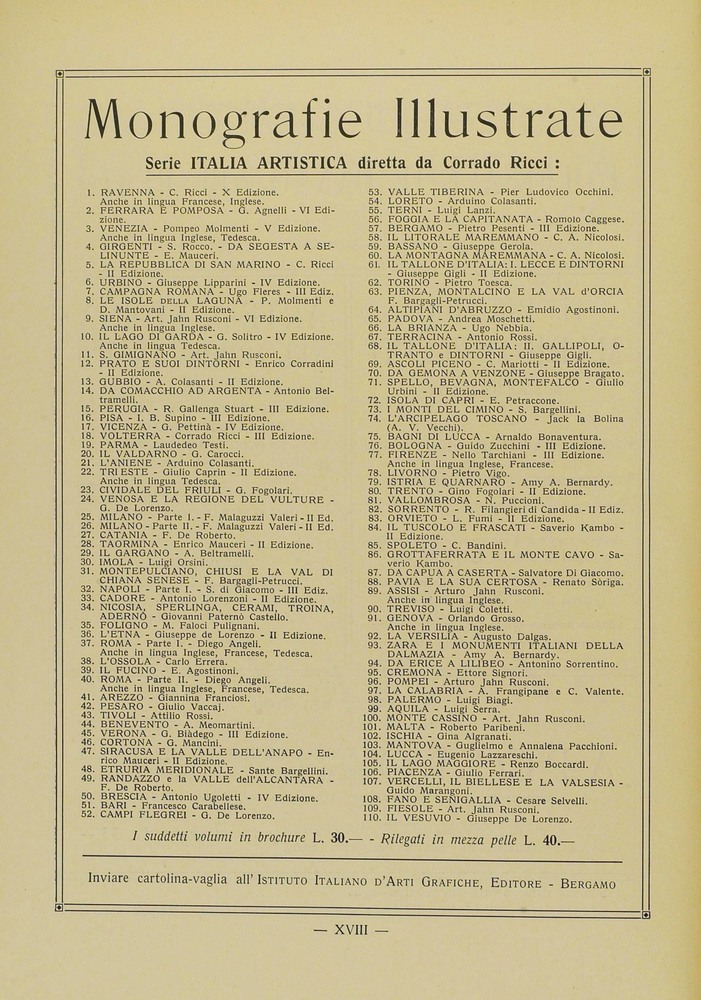 Monografie Illustrate
Serie ITALIA ARTISTICA diretta da Corrado Ricci :
1. RAVENNA - C. Ricci - X Edizione.
Anche in lingua Francese, Inglese.
2. FERRARA E POMPOSA - G. Agnelli - VI Edi-
zione.
3. VENEZIA - Pompeo Molmenti - V Edizione.
Anche in lingua Inglese, Tedesca.
4. GIRGENTI - S. Rocco. - DA SEGESTA A SE-
LINUNTE - E. Mauceri.
5. LA REPUBBLICA DI SAN MARINO - C. Ricci
- II Edizione.
6. URBINO - Giuseppe Lipparini - IV Edizione.
7. CAMPAGNA ROMANA - Ugo Fleres - III Ediz.
8. LE ISOLE DELLA LAGUNA - P. Molmenti e
D. Mantovani - II Edizione.
9. SIENA - Art. Jahn Rusconi - VI Edizione.
Anche in lingua Inglese.
10. IL LAGO DI GARDA - G. Solitro - IV Edizione.
Anche in lingua Tedesca.
11. S. GIMIGNANO - Art. Jahn Rusconi.
12. PRATO E SUOI DINTORNI - Enrico Corradini
- II Edizione.
13. GUBBIO - A. Colasanti - II Edizione.
14. DA COMACCHIO AD ARGENTA - Antonio Bel-
tramelli.
15. PERUGIA - R. Gallenga Stuart - III Edizione.
16. PISA - I. B. Supino - III Edizione.
17. VICENZA - G. Pettinà - IV Edizione.
18. VOLTERRA - Corrado Ricci - III Edizione.
19. PARMA - Laudedeo Testi.
20. IL VALDARNO - G. Carocci.
21. L'ANIENE - Arduino Colasanti.
22. TRIESTE - Giulio Caprin - II Edizione.
Anche in lingua Tedesca.
23. CIVIDALE DEL FRIULI - G. Fogolari.
24. VENOSA E LA REGIONE DEL VULTURE -
G. De Lorenzo.
25. MILANO - Parte I. - F. Malaguzzi Valeri - II Ed.
26. MILANO - Parte II. - F. Malaguzzi Valeri - II Ed.
27. CATANIA - F. De Roberto.
28. TAORMINA - Enrico Mauceri - II Edizione.
29. IL GARGANO - A. Beltramelli.
30. IMOLA - Luigi Orsini.
31. MONTEPULCIANO, CHIUSI E LA VAL DI
CHIANA SENESE - F. Bargagli-Petrucci.
32. NAPOLI - Parte I. - S. di Giacomo - III Ediz.
33. CADORE - Antonio Lorenzoni - II Edizione.
34. NICOSIA, SPERLINGA, CERAMI, TROINA,
ADERNÒ - Giovanni Paternò Castello.
35. FOLIGNO - M. Faloci Pulignani.
36. L'ETNA - Giuseppe de Lorenzo - II Edizione.
37. ROMA - Parte I. - Diego Angeli.
Anche in lingua Inglese, Francese, Tedesca.
38. L'OSSOLA - Carlo Errera.
39. IL FUCINO - E. Agostinoni.
40. ROMA - Parte II. - Diego Angeli.
Anche in lingua Inglese, Francese, Tedesca.
41. AREZZO - Giannina Franciosi.
42. PESARO - Giulio Vaccaj.
43. TIVOLI - Attilio Rossi.
44. BENEVENTO - A. Meomartini.
45. VERONA - G. Biàdego - III Edizione.
46. CORTONA - G. Mancini.
47. SIRACUSA E LA VALLE DELL'ANAPO - En-
rico Mauceri - II Edizione.
48. ETRURIA MERIDIONALE - Sante Bargellini.
49. RANDAZZO e la VALLE dell'ALCANTARA -
F. De Roberto.
50. BRESCIA - Antonio Ugoletti - IV Edizione.
51. BARI - Francesco Carabellese.
52. CAMPI FLEGREI - G. De Lorenzo.
53. VALLE TIBERINA - Pier Ludovico Occhini.
54. LORETO - Arduino Colasanti.
55. TERNI - Luigi Lanzi.
56. FOGGIA E LA CAPITANATA - Romolo Caggese.
57. BERGAMO - Pietro Pesenti - III Edizione.
58. IL LITORALE MAREMMANO - C. A. Nicolosi.
59. BASSANO - Giuseppe Gerola.
60. LA MONTAGNA MAREMMANA - C. A. Nicolosi.
61. IL TALLONE D'ITALIA: I. LECCE E DINTORNI
- Giuseppe Gigli - II Edizione.
62. TORINO - Pietro Toesca.
63. PIENZA, MONTALCINO E LA VAL d'ORCIA
F. Bargagli-Petrucci.
64. ALTIPIANI D'ABRUZZO - Emidio Agostinoni.
65. PADOVA - Andrea Moschetti.
66. LA BRIANZA - Ugo Nebbia.
67. TERRACINA - Antonio Rossi.
68. IL TALLONE D'ITALIA: II. GALLIPOLI, O-
TRANTO e DINTORNI - Giuseppe Gigli.
69. ASCOLI PICENO - C. Mariotti - II Edizione.
70. DA GEMONA A VENZONE - Giuseppe Bragato.
71. SPELLO, BEVAGNA, MONTEFALCO - Giulio
Urbini - II Edizione.
72. ISOLA DI CAPRI - E. Petraccone.
73. I MONTI DEL CIMINO - S. Bargellini.
74. L'ARCIPELAGO TOSCANO - Jack la Bolina
(A. V. Vecchi).
75. BAGNI DI LUCCA - Arnaldo Bonaventura.
76. BOLOGNA - Guido Zucchini - III Edizione.
77. FIRENZE - Nello Tarchiani - III Edizione.
Anche in lingua Inglese, Francese.
78. LIVORNO - Pietro Vigo.
79. ISTRIA E QUARNARO - Amy A. Bernardy.
80. TRENTO - Gino Fogolari - II Edizione.
81. VALLOMBROSA - N. Puccioni.
82. SORRENTO - R. Filangieri di Candida - II Ediz.
83. ORVIETO - L. Fumi - II Edizione.
84. IL TUSCOLO E FRASCATI - Saverio Kambo -
II Edizione.
85. SPOLETO - C. Bandini.
86. GROTTAFERRATA E IL MONTE CAVO - Sa-
verio Kambo.
87. DA CAPUA A CASERTA - Salvatore Di Giacomo.
88. PAVIA E LA SUA CERTOSA - Renato Sòriga.
89. ASSISI - Arturo Jahn Rusconi.
Anche in lingua Inglese.
90. TREVISO - Luigi Coletti.
91. GENOVA - Orlando Grosso.
Anche in lingua Inglese.
92. LA VERSILIA - Augusto Dalgas.
93. ZARA E I MONUMENTI ITALIANI DELLA
DALMAZIA - Amy A. Bernardy.
94. DA ERICE A LILIBEO - Antonino Sorrentino.
95. CREMONA - Ettore Signori.
96. POMPEI - Arturo Jahn Rusconi.
97. LA CALABRIA - A. Frangipane e C. Valente.
98. PALERMO - Luigi Biagi.
99. AQUILA - Luigi Serra.
100. MONTE CASSINO - Art. Jahn Rusconi.
101. MALTA - Roberto Paribeni.
102. ISCHIA - Gina Algranati.
103. MANTOVA - Guglielmo e Annalena Pacchioni.
104. LUCCA - Eugenio Lazzareschi.
105. IL LAGO MAGGIORE - Renzo Boccardi.
106. PIACENZA - Giulio Ferrari.
107. VERCELLI, IL BIELLESE E LA VALSESIA -
Guido Marangoni.
108. FANO E SENIGALLIA - Cesare Selvelli.
109. FIESOLE - Art. Jahn Rusconi.
110. IL VESUVIO - Giuseppe De Lorenzo.
I suddetti volumi in brochure L. 30.— - Rilegati in mezza pelle L. 40.—
Inviare cartolina-vaglia all' ISTITUTO ITALIANO D'ARTI GRAFICHE, EDITORE - BERGAMO
— XVIII —